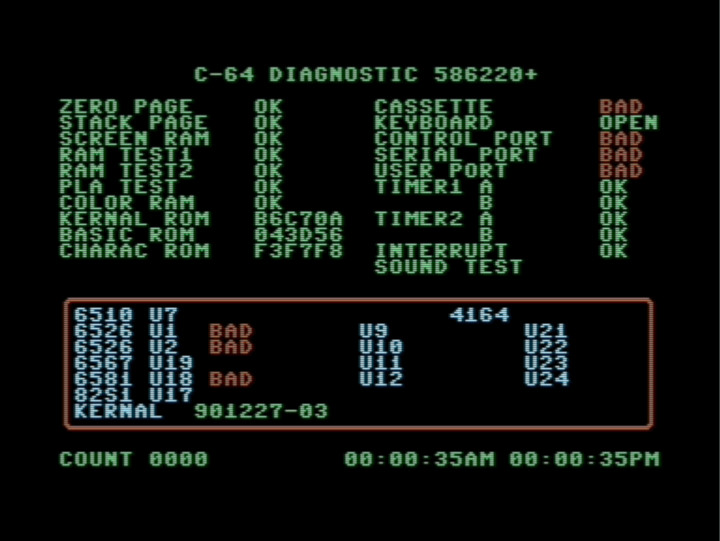 C-64 DIAGNOSTIC 586220+
ZERO PAGE OK CASSETTE BAD
STACK PAGE OK KEYBOARD OPEN
SCREEN RAM OK CONTROL PORT BAD
RAM TEST1 OK SERIAL PORT BAD
RAM TEST2 OK USER PORT BAD
PLA TEST OK TIMER1 A OK
COLOR RAM OK B OK
KERNAL ROM B6C70A TIMER2 A OK
BASIC ROM 043D56 B OK
CHARAC ROM F3F7F8 INTERRUPT OK
SOUND TEST
6510 U7 4164
6526 U1 BAD U9 U21
6526 U2 BAD U10 U22
6567 U19 U11 U23
6581 U18 BAD U12 U24
82S1 U17
KERNAL 901227-03
COUNT 0000 00:00:35AM 00:00:35PM